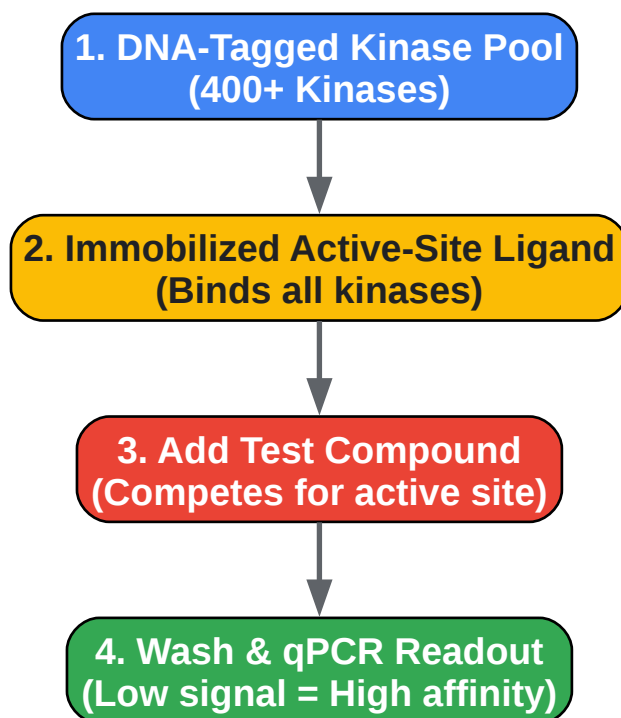 1. DNA-Tagged Kinase Pool
(400+ Kinases)
2. Immobilized Active-Site Ligand
(Binds all kinases)
3. Add Test Compound
(Competes for active site)
4. Wash & qPCR Readout
(Low signal = High affinity)